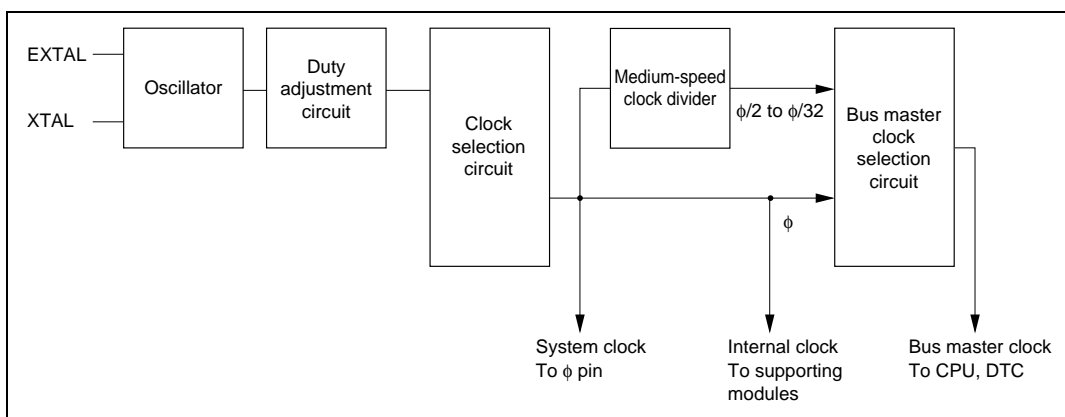 EXTAL
XTAL
Oscillator
Duty
adjustment
circuit
Clock
selection
circuit
Medium-speed
clock divider
ϕ/2 to ϕ/32
Bus master
clock
selection
circuit
ϕ
System clock
To ϕ pin
Internal clock
To supporting
modules
Bus master clock
To CPU, DTC